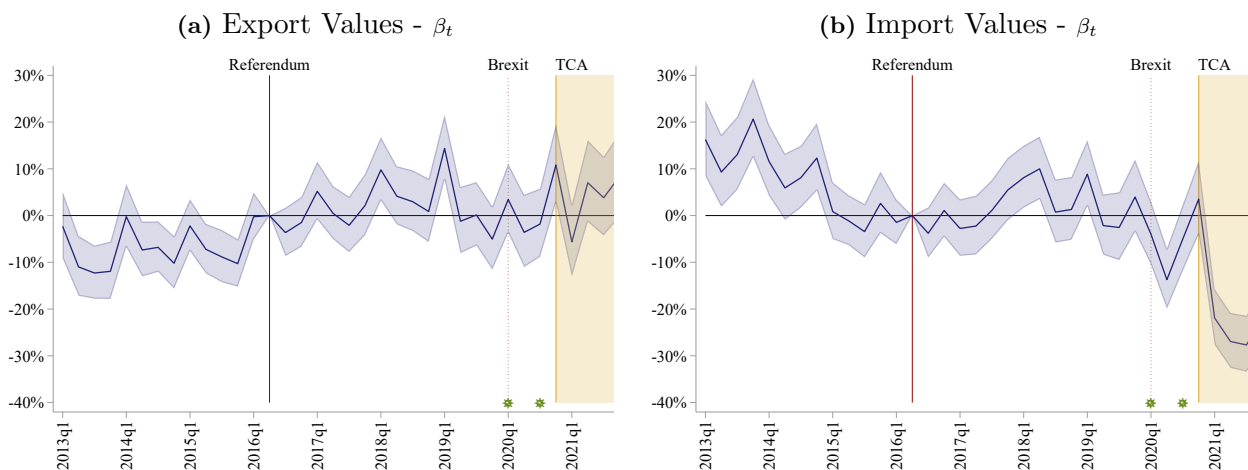 (a) Export Values - βt
Referendum
Brexit
TCA
30%
20%
10%
0%
-10%
-20%
-30%
-40%
2013q1
2014q1
2015q1
2016q1
2017q1
2018q1
2019q1
2020q1
2021q1
(b) Import Values - βt
Referendum
Brexit
TCA
30%
20%
10%
0%
-10%
-20%
-30%
-40%
2013q1
2014q1
2015q1
2016q1
2017q1
2018q1
2019q1
2020q1
2021q1